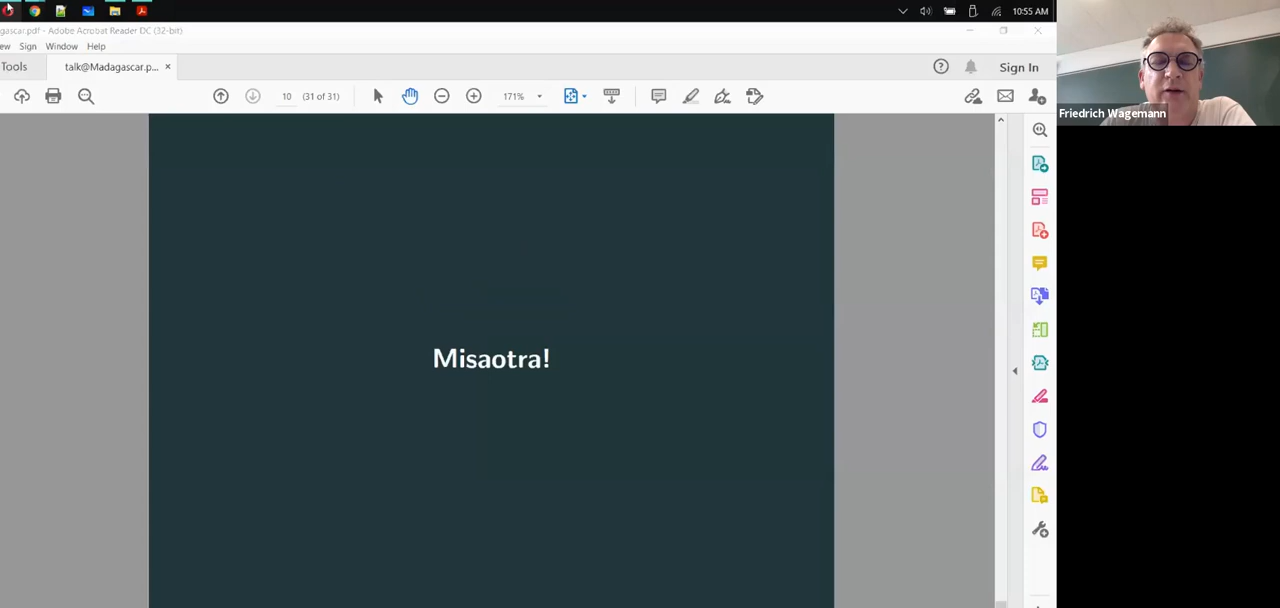 10:55 AM
gascar.pdf - Adobe Acrobat Reader DC (32-bit)
ew Sign Window Help
Tools
talk@Madagascar.p... ×
Sign In
10 (31 of 31)
171%
Friedrich Wagemann
Misaotra!